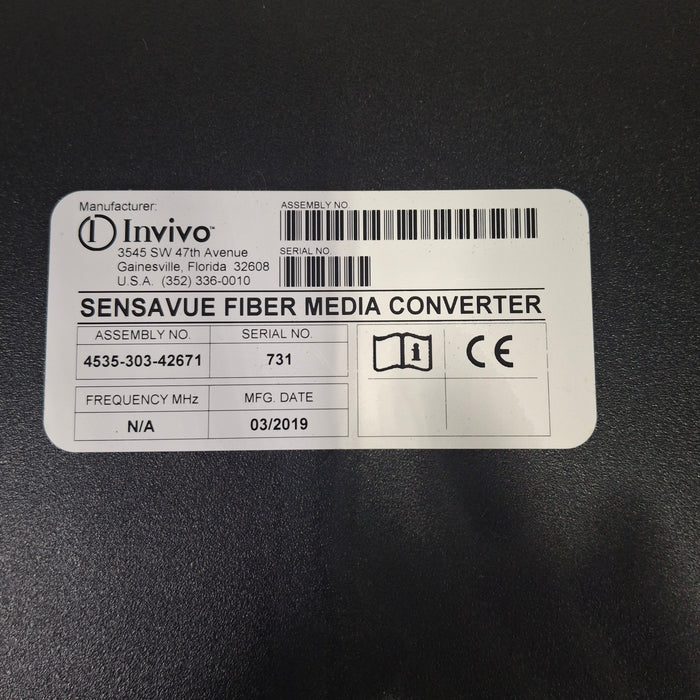 Manufacturer:
Invivo™
3545 SW 47th Avenue
Gainesville, Florida 32608
U.S.A. (352) 336-0010
ASSEMBLY NO.
SERIAL NO.
SENSAVUE FIBER MEDIA CONVERTER
ASSEMBLY NO. SERIAL NO.
4535-303-42671 731
FREQUENCY MHz MFG. DATE
N/A 03/2019
i
CE